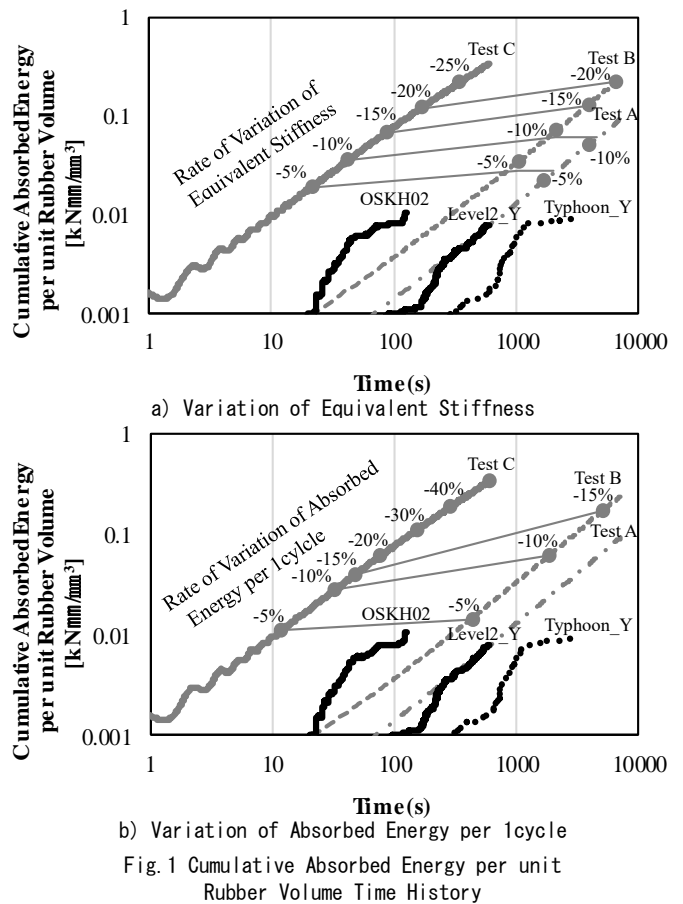 Cumulative Absorbed Energy
per unit Rubber Volume
[kN㎜/㎜³]
1
0.1
0.01
0.001
Rate of Variation of
Equivalent Stiffness
-5%
-10%
-15%
-20%
-25%
Test C
Test B
-20%
-15%
Test A
-10%
-5%
-10%
-5%
OSKH02
Level2_Y
Typhoon_Y
1
10
100
1000
10000
Time(s)
a) Variation of Equivalent Stiffness
Cumulative Absorbed Energy
per unit Rubber Volume
[kN㎜/㎜³]
1
0.1
0.01
0.001
Rate of Variation of Absorbed
Energy per 1cylcle
-5%
-10%
-15%
-20%
-30%
-40%
Test C
Test B
-15%
Test A
-10%
-5%
OSKH02
Level2_Y
Typhoon_Y
1
10
100
1000
10000
Time(s)
b) Variation of Absorbed Energy per 1cycle
Fig.1 Cumulative Absorbed Energy per unit
Rubber Volume Time History